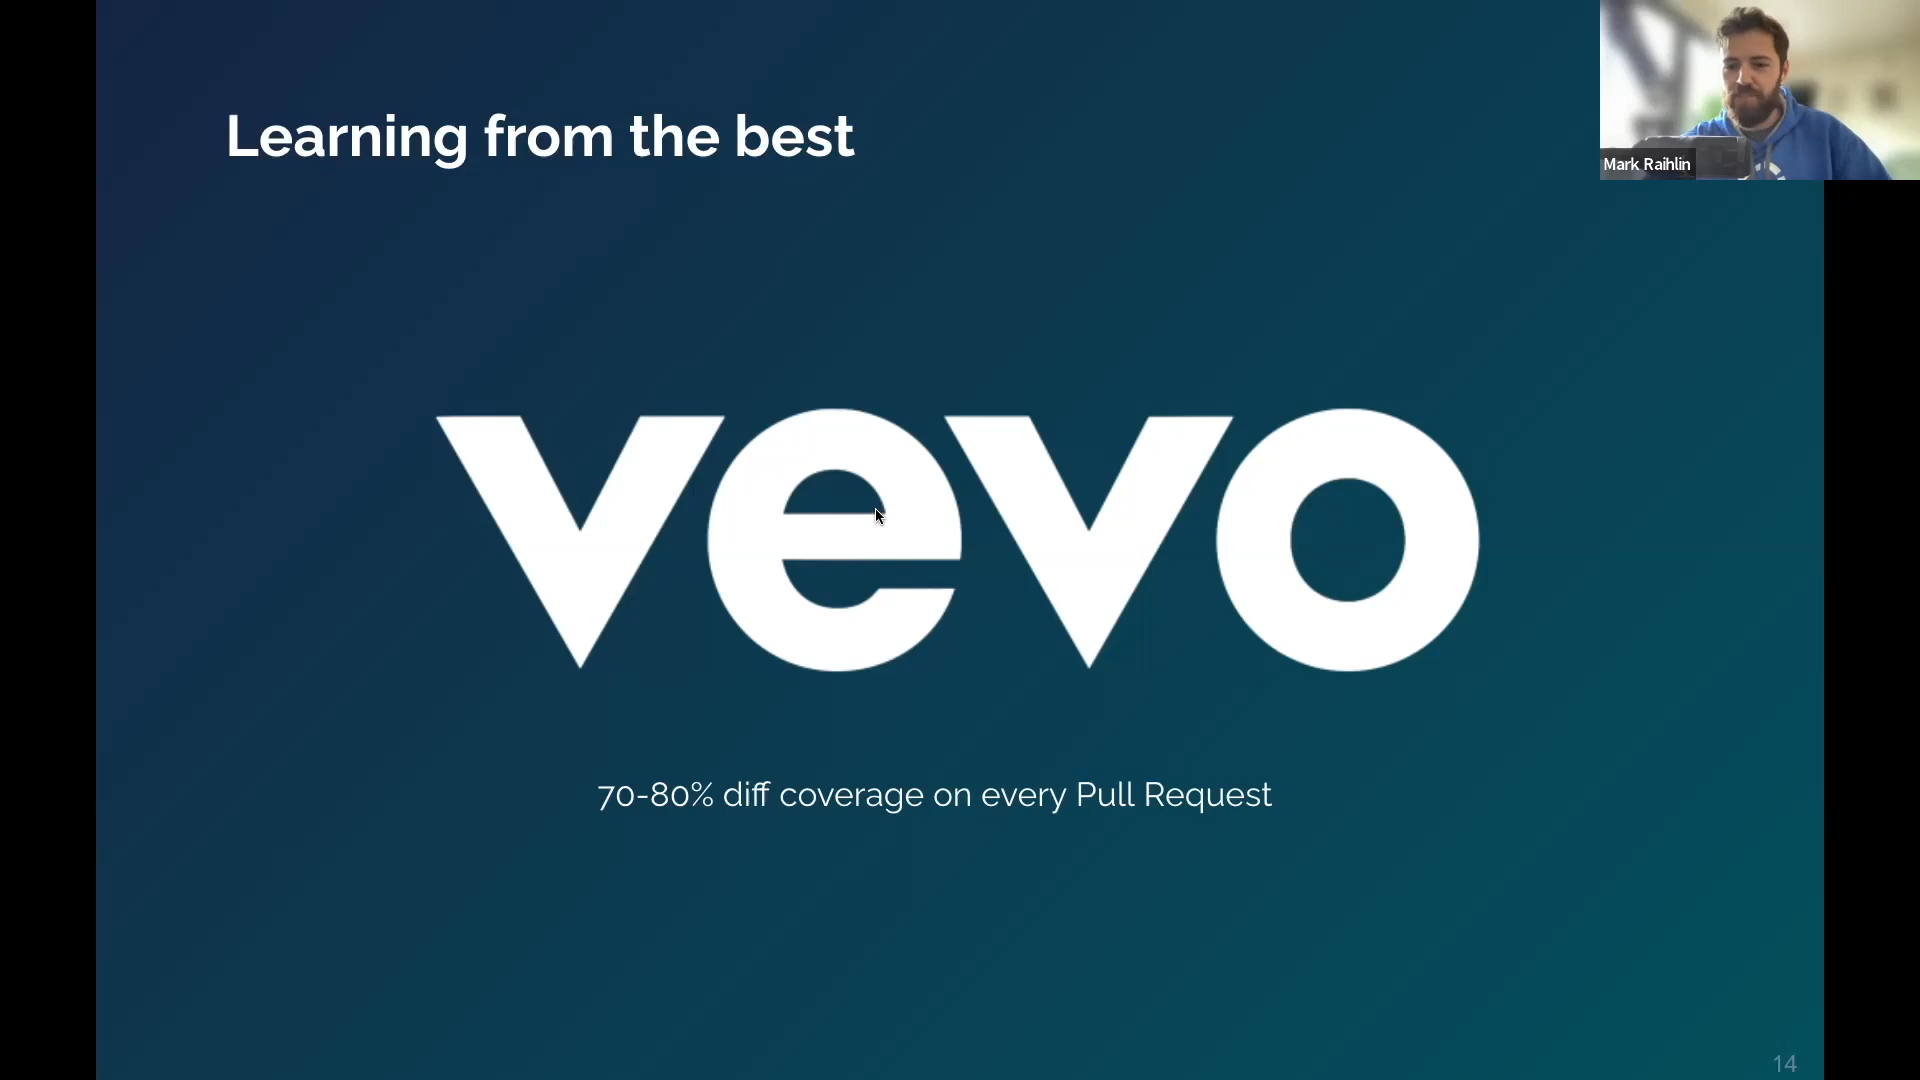 Learning from the best
Mark Raihlin
vevo
70-80% diff coverage on every Pull Request
14